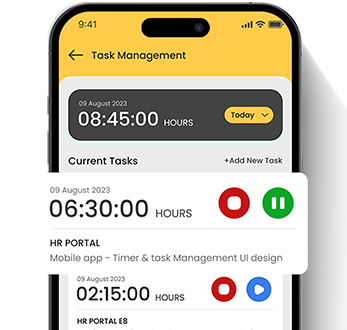 9:41
Task Management
09 August 2023
08:45:00 HOURS
Today
Current Tasks
+Add New Task
09 August 2023
06:30:00 HOURS
HR PORTAL
Mobile app - Timer & task Management UI design
09 August 2023
02:15:00 HOURS
HR PORTAL E8